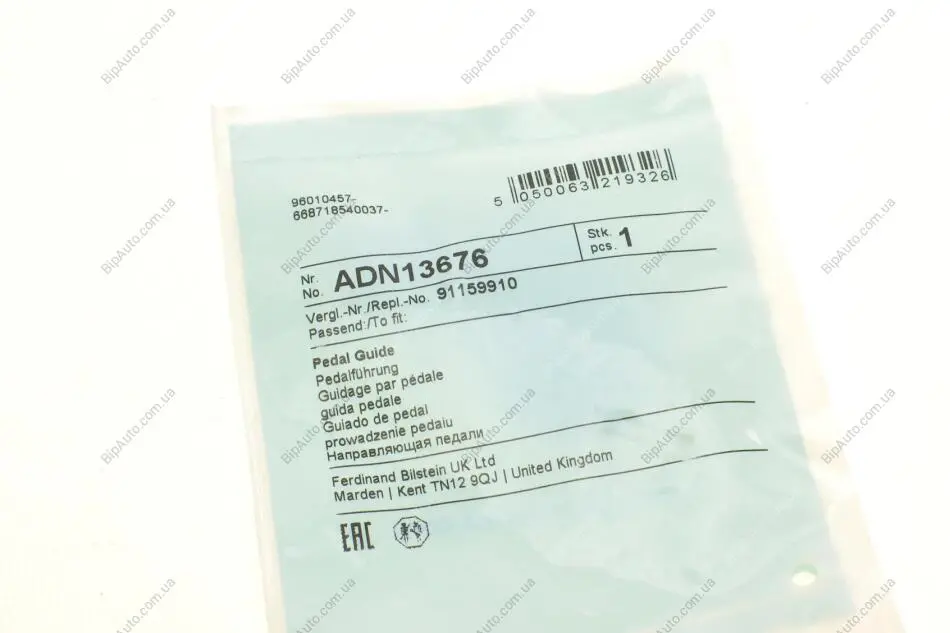 96010457-
668718540037-
5 050063 219326
Nr.
No. ADN13676
Stk.
pcs. 1
Vergl.-Nr./Repl.-No. 91159910
Passend:/To fit:
Pedal Guide
Pedalführung
Guidage par pédale
guida pedale
Guiado de pedal
prowadzenie pedału
Направляющая педали
Ferdinand Bilstein UK Ltd
Marden | Kent TN12 9QJ | United Kingdom
EAC
BipAuto.com.ua